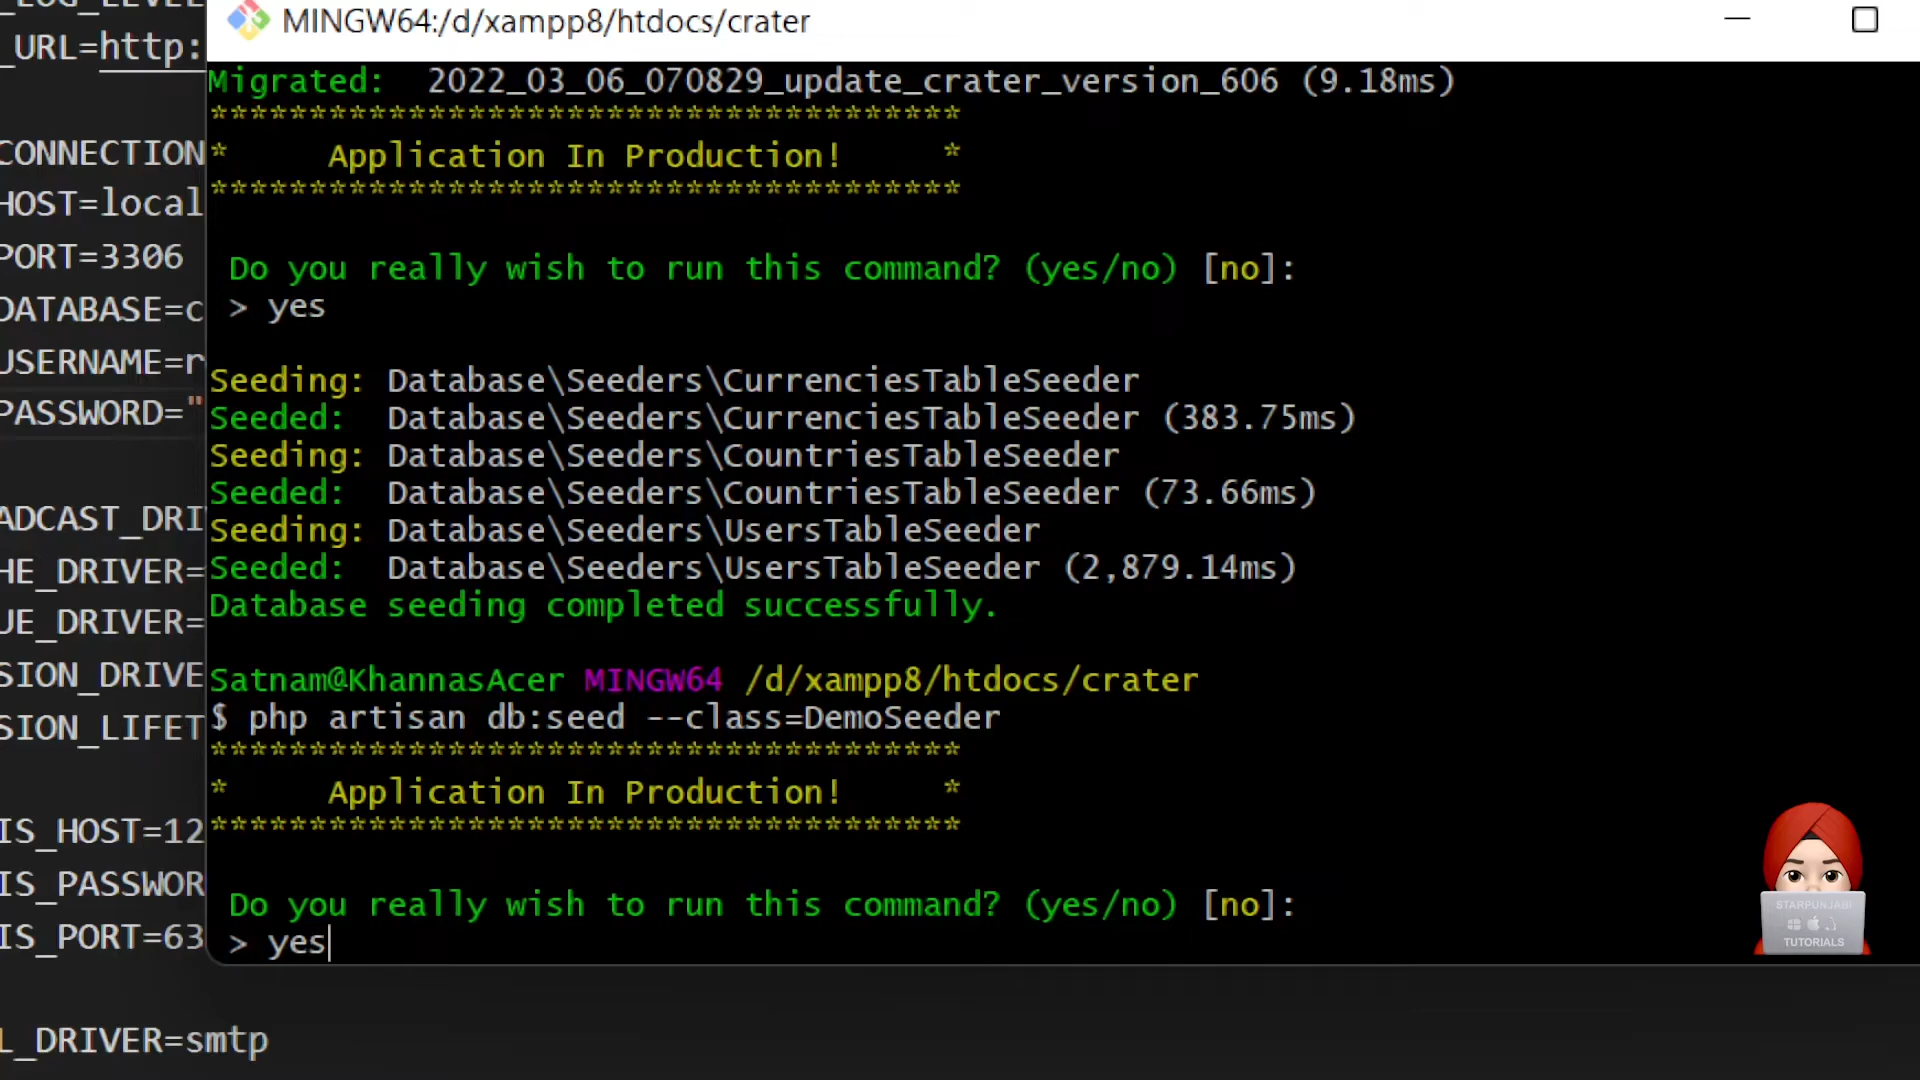 _URL=http:
CONNECTION
HOST=local
PORT=3306
DATABASE=c
USERNAME=r
PASSWORD="
ADCAST_DRI
HE_DRIVER=
UE_DRIVER=
SION_DRIVE
SION_LIFET
IS_HOST=12
IS_PASSWOR
IS_PORT=63
L_DRIVER=smtp
MINGW64:/d/xampp8/htdocs/crater
Migrated:  2022_03_06_070829_update_crater_version_606 (9.18ms)
**************************************
*     Application In Production!     *
**************************************
Do you really wish to run this command? (yes/no) [no]:
> yes
Seeding: Database\Seeders\CurrenciesTableSeeder
Seeded:  Database\Seeders\CurrenciesTableSeeder (383.75ms)
Seeding: Database\Seeders\CountriesTableSeeder
Seeded:  Database\Seeders\CountriesTableSeeder (73.66ms)
Seeding: Database\Seeders\UsersTableSeeder
Seeded:  Database\Seeders\UsersTableSeeder (2,879.14ms)
Database seeding completed successfully.
Satnam@KhannasAcer MINGW64 /d/xampp8/htdocs/crater
$ php artisan db:seed --class=DemoSeeder
**************************************
*     Application In Production!     *
**************************************
Do you really wish to run this command? (yes/no) [no]:
> yes
STARPUNJABI
TUTORIALS